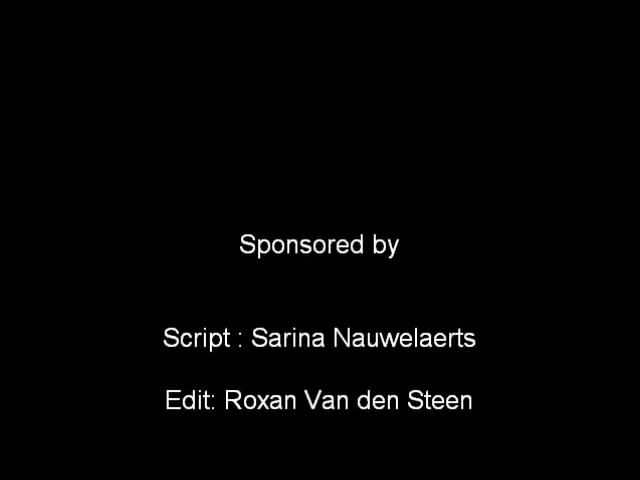 Sponsored by
Script : Sarina Nauwelaerts
Edit: Roxan Van den Steen